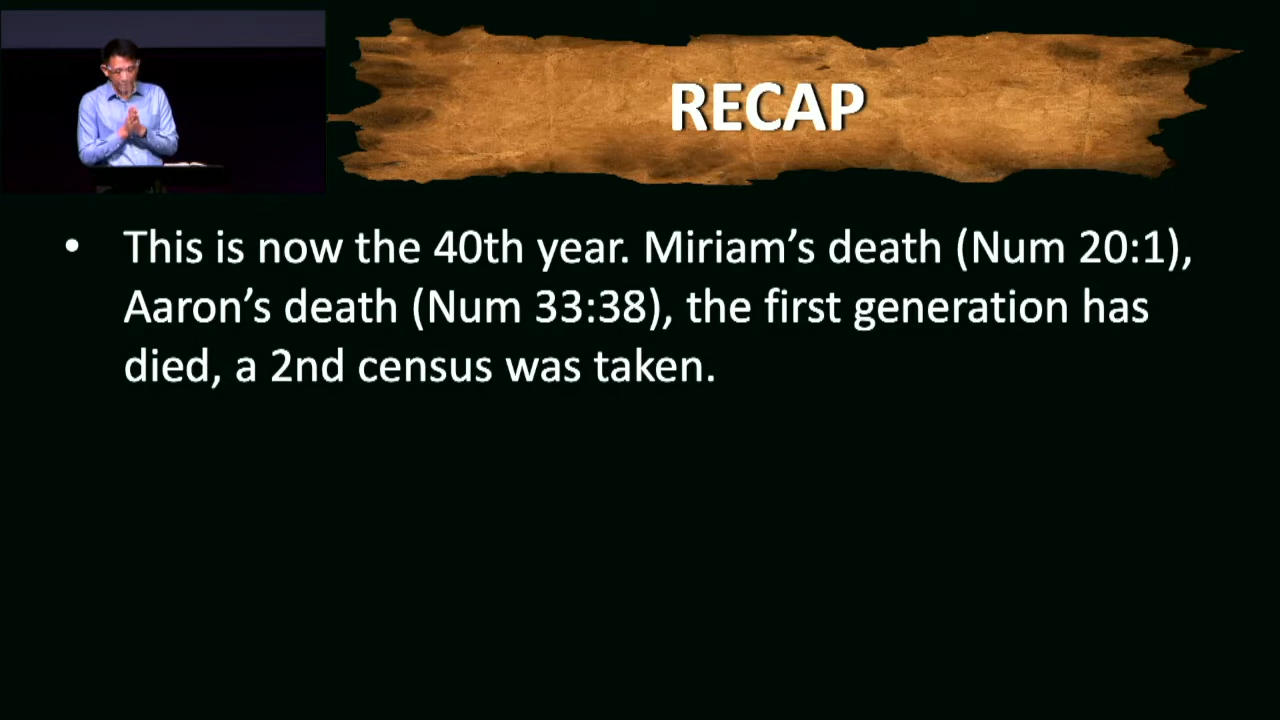 RECAP
• This is now the 40th year. Miriam’s death (Num 20:1),
Aaron’s death (Num 33:38), the first generation has
died, a 2nd census was taken.